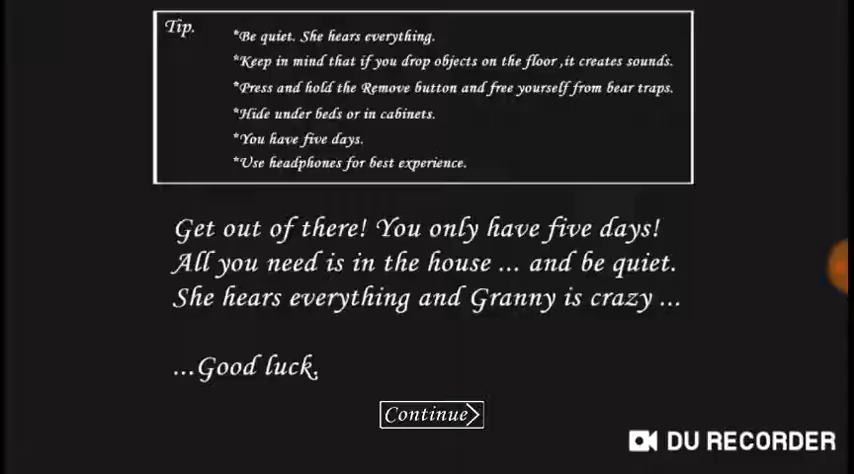 Tip.
*Be quiet. She hears everything.
*Keep in mind that if you drop objects on the floor ,it creates sounds.
*Press and hold the Remove button and free yourself from bear traps.
*Hide under beds or in cabinets.
*You have five days.
*Use headphones for best experience.
Get out of there! You only have five days!
All you need is in the house ... and be quiet.
She hears everything and Granny is crazy ...
...Good luck.
Continue
DU RECORDER